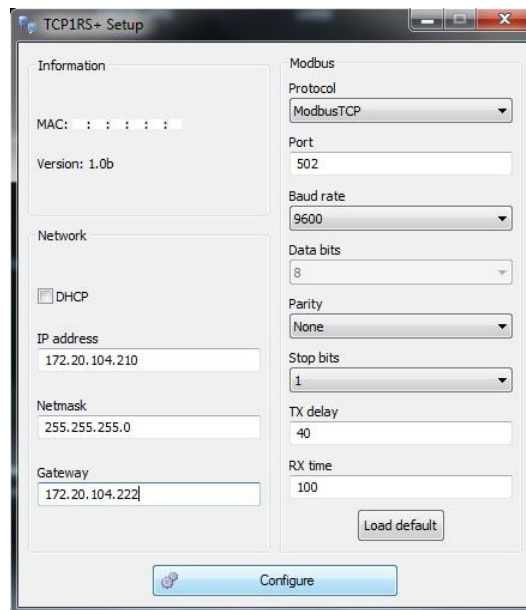 TCP1RS+ Setup
Information
MAC: : : : : :
Version: 1.0b
Network
DHCP
IP address
172.20.104.210
Netmask
255.255.255.0
Gateway
172.20.104.222
Modbus
Protocol
ModbusTCP
Port
502
Baud rate
9600
Data bits
8
Parity
None
Stop bits
1
TX delay
40
RX time
100
Load default
Configure